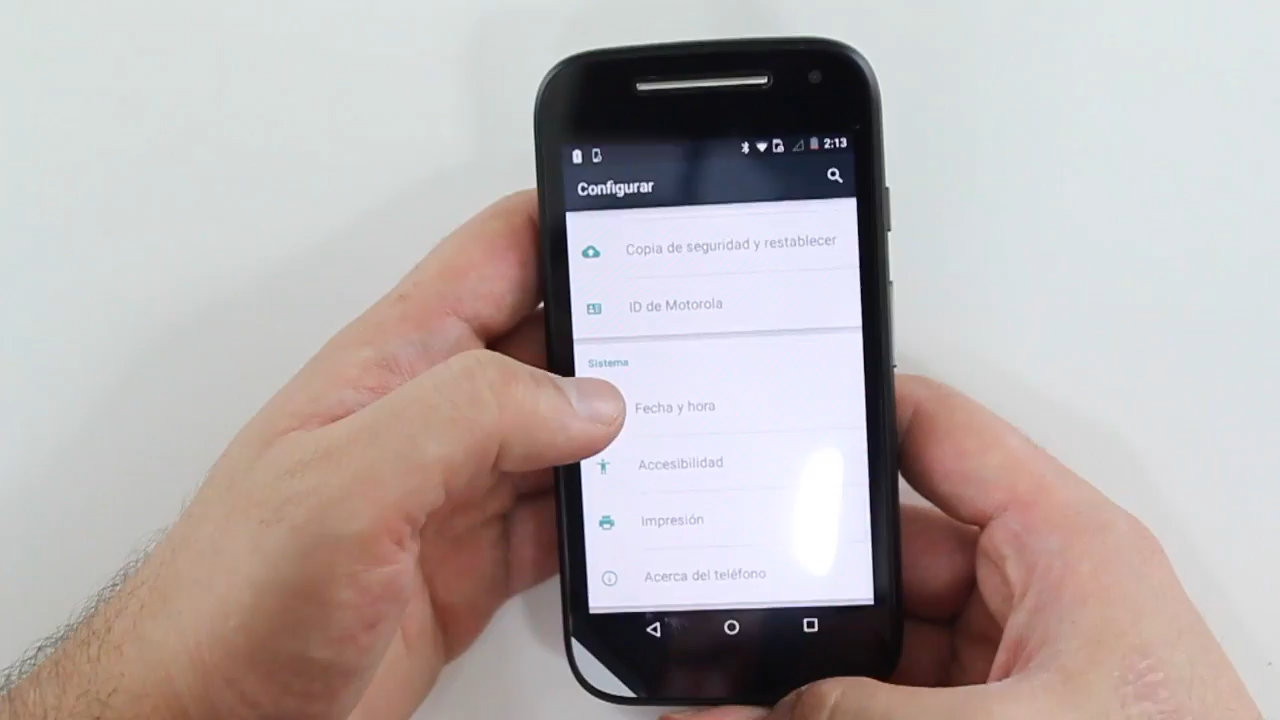 2:13
Configurar
Copia de seguridad y restablecer
ID de Motorola
Sistema
Fecha y hora
Accesibilidad
Impresión
Acerca del teléfono